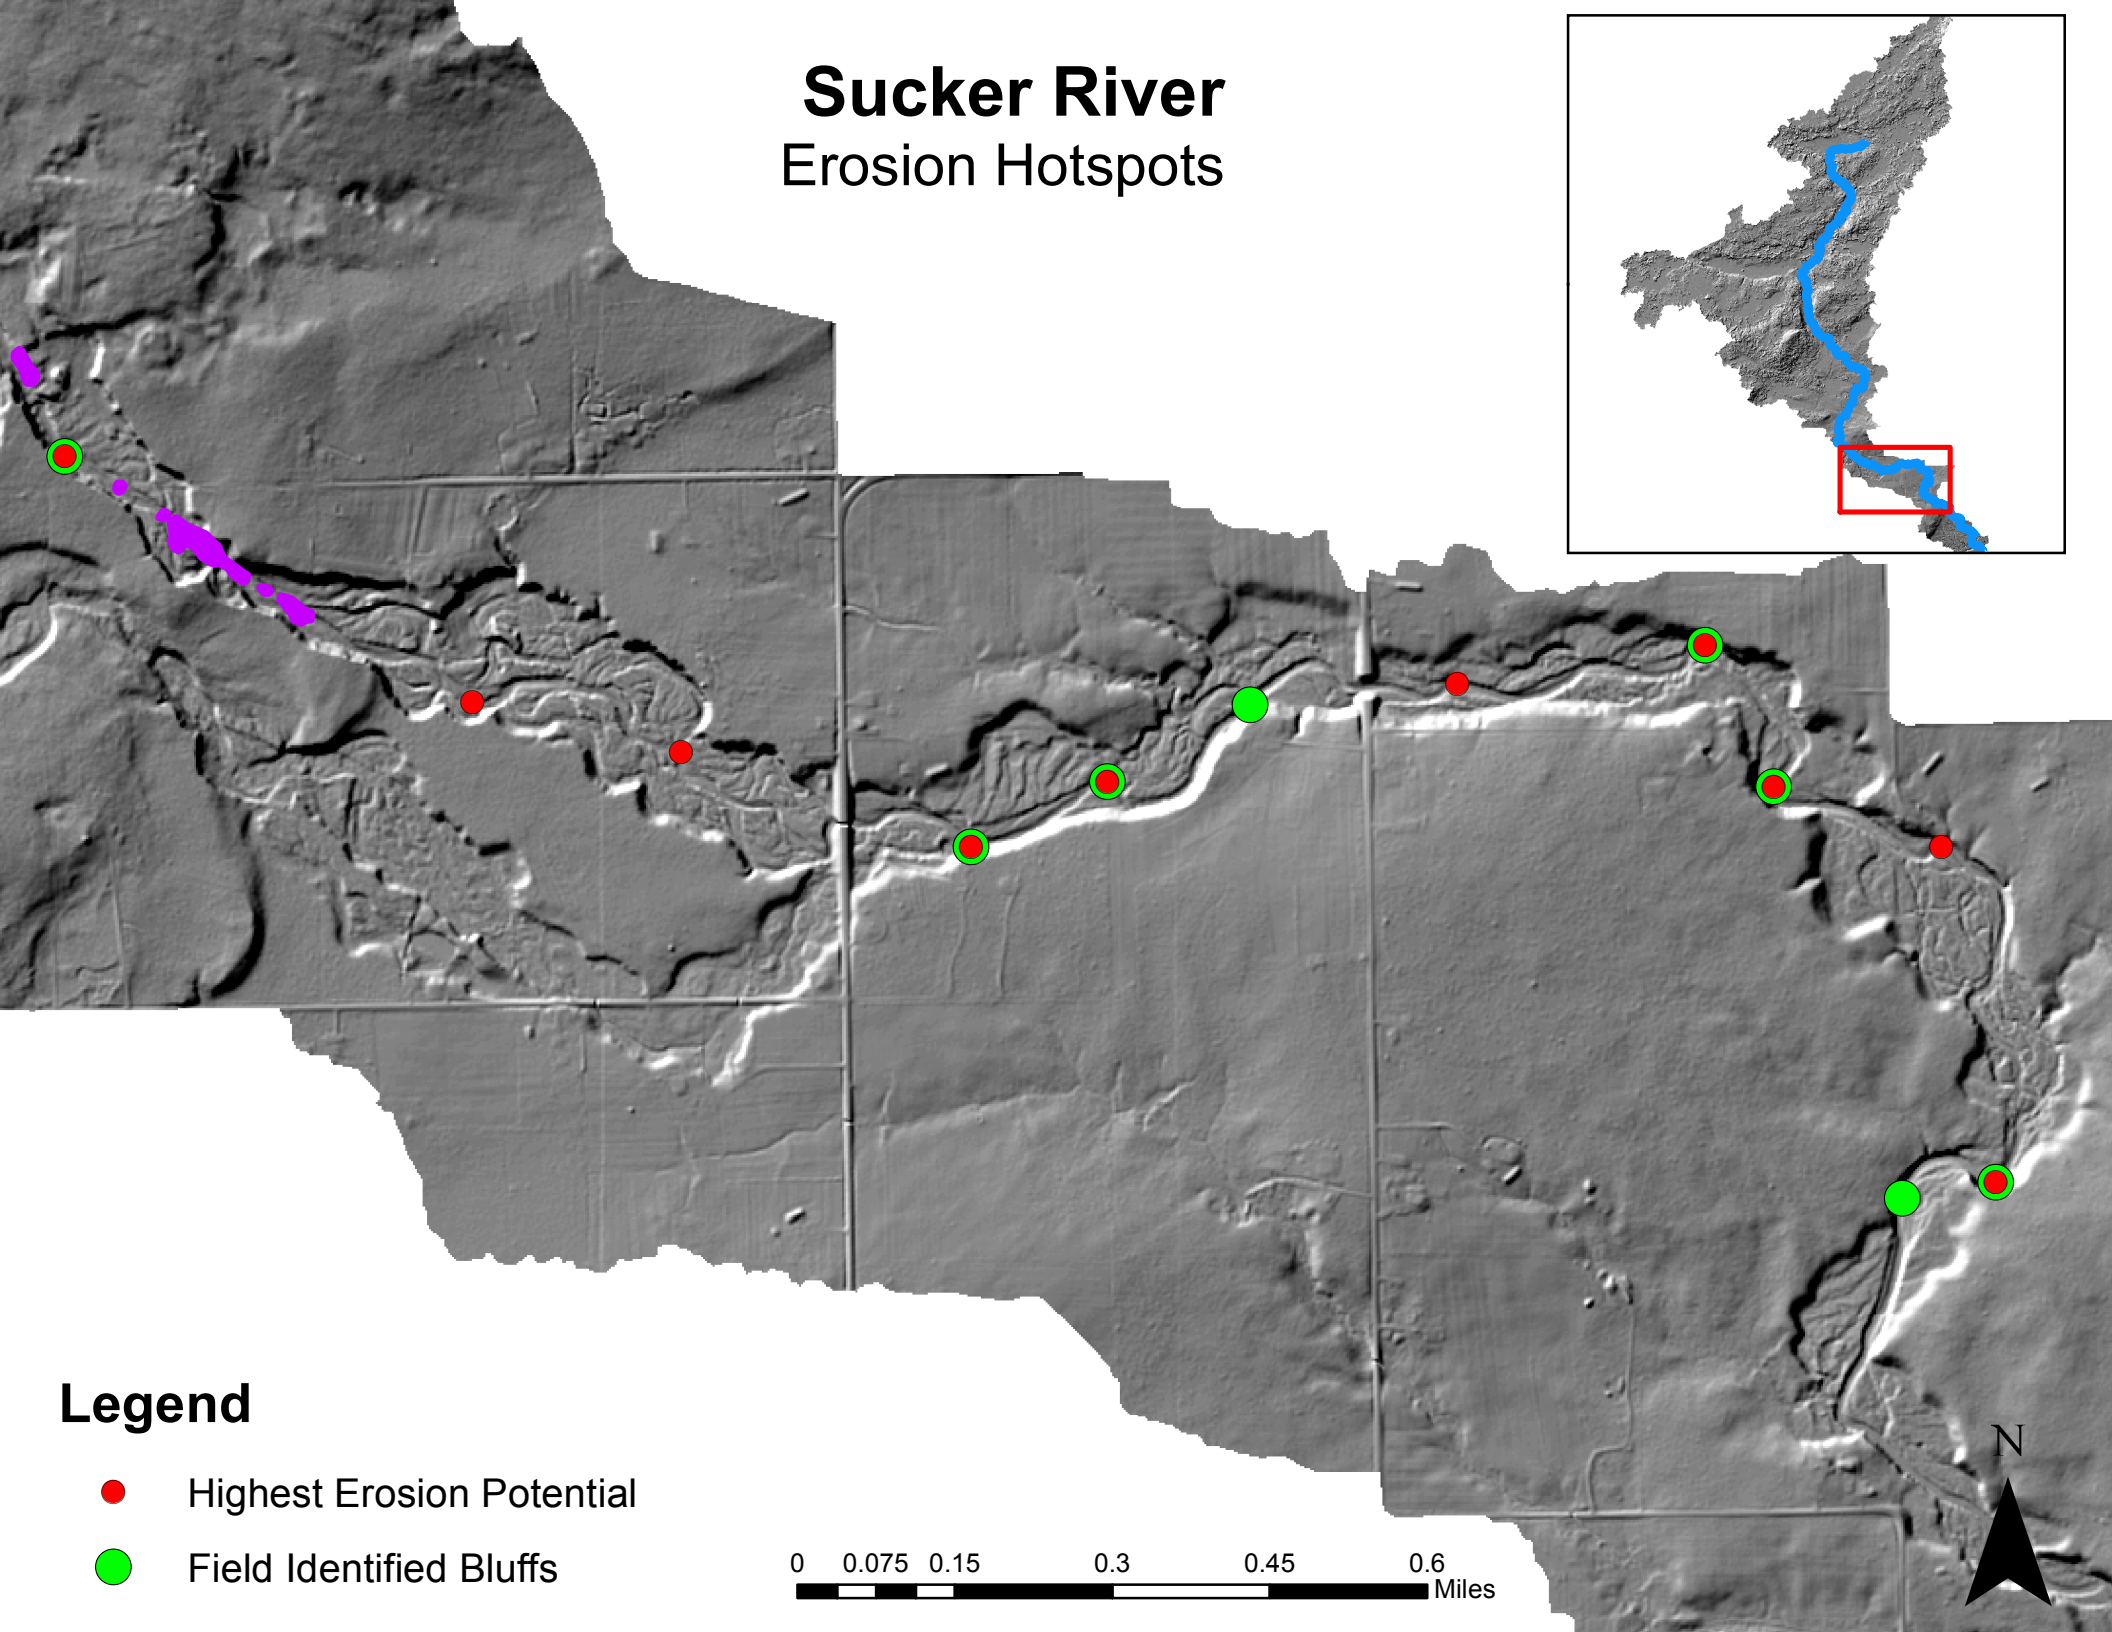 Sucker River
Erosion Hotspots
Legend
Highest Erosion Potential
Field Identified Bluffs
0 0.075 0.15 0.3 0.45 0.6
Miles
N